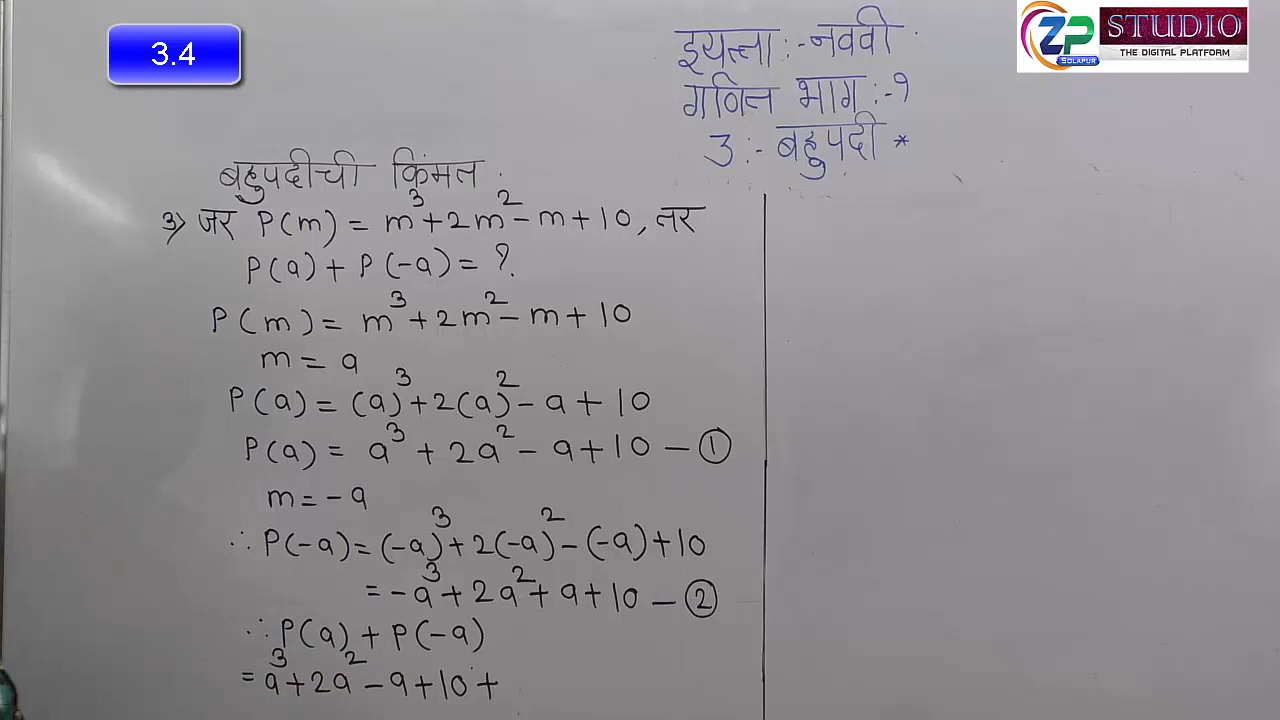 3.4
ZP SOLAPUR STUDIO
THE DIGITAL PLATFORM
इयत्ता :- नववी
गणित भाग :- १
3 :- बहुपदी *
बहुपदीची किंमत
3) जर P(m) = m³ + 2m² - m + 10, तर
P(a) + P(-a) = ?
P(m) = m³ + 2m² - m + 10
m = a
P(a) = (a)³ + 2(a)² - a + 10
P(a) = a³ + 2a² - a + 10 - ①
m = -a
∴ P(-a) = (-a)³ + 2(-a)² - (-a) + 10
= -a³ + 2a² + a + 10 - ②
∴ P(a) + P(-a)
= a³ + 2a² - a + 10 +